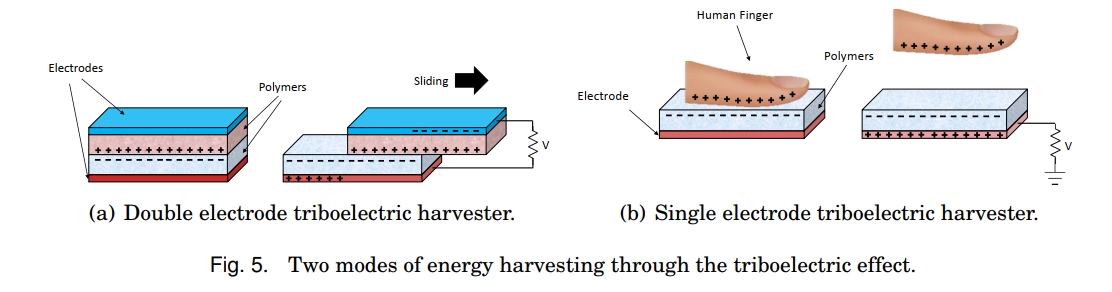 Human Finger
Electrodes
Polymers
Sliding
Polymers
Electrode
V
V
(a) Double electrode triboelectric harvester.
(b) Single electrode triboelectric harvester.
Fig. 5. Two modes of energy harvesting through the triboelectric effect.